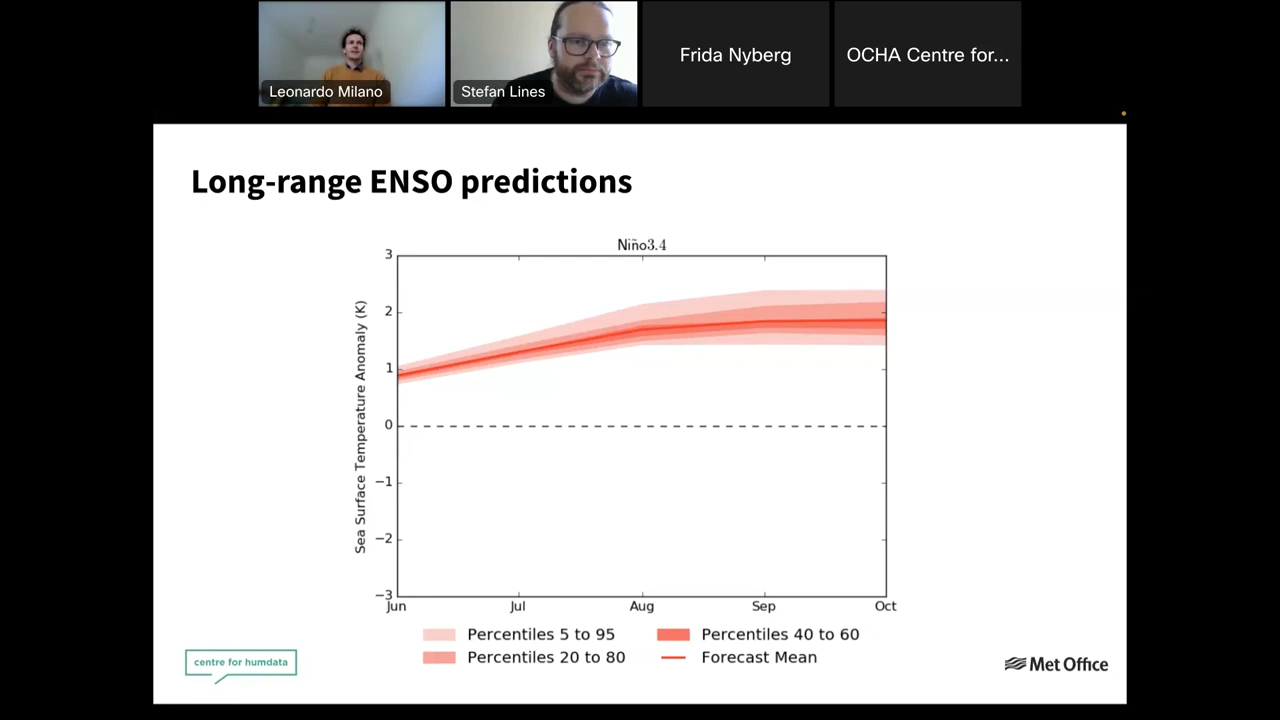 Leonardo Milano
Stefan Lines
Frida Nyberg
OCHA Centre for...
Long-range ENSO predictions
Niño3.4
Sea Surface Temperature Anomaly (K)
3
2
1
0
−1
−2
−3
Jun Jul Aug Sep Oct
Percentiles 5 to 95 Percentiles 40 to 60
Percentiles 20 to 80 Forecast Mean
centre for humdata
Met Office